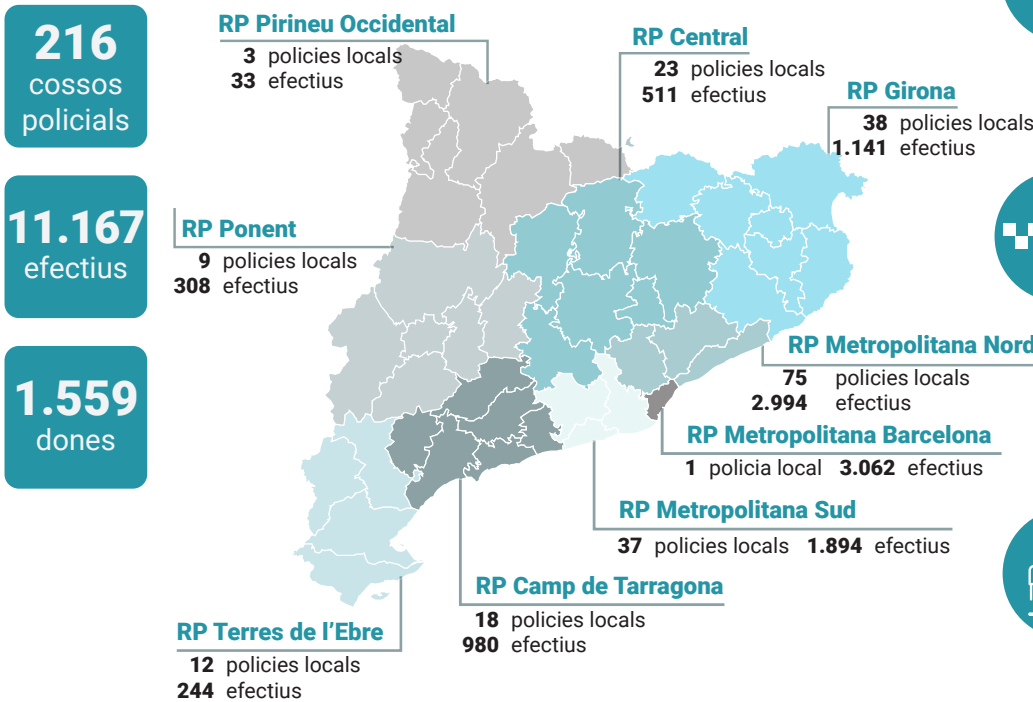 216
cossos
policials
11.167
efectius
1.559
dones
RP Pirineu Occidental
3 policies locals
33 efectius
RP Central
23 policies locals
511 efectius
RP Girona
38 policies locals
1.141 efectius
RP Ponent
9 policies locals
308 efectius
RP Metropolitana Nord
75 policies locals
2.994 efectius
RP Metropolitana Barcelona
1 policia local 3.062 efectius
RP Metropolitana Sud
37 policies locals 1.894 efectius
RP Camp de Tarragona
18 policies locals
980 efectius
RP Terres de l'Ebre
12 policies locals
244 efectius